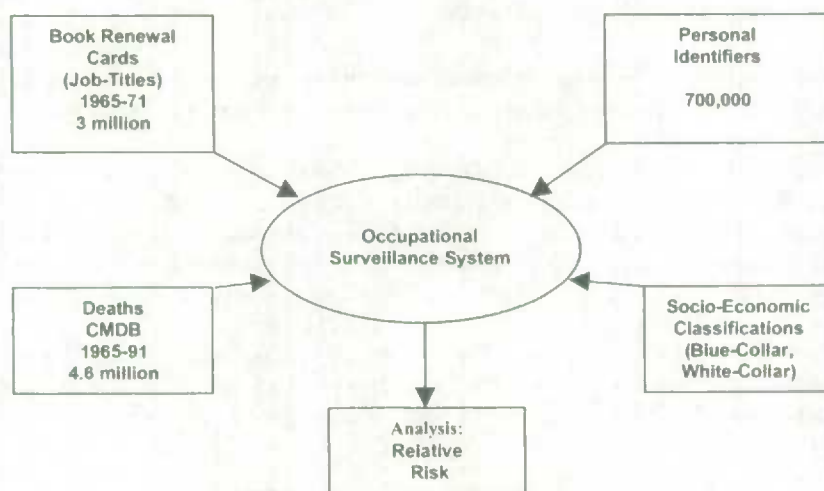 Book Renewal
Cards
(Job-Titles)
1965-71
3 million
Personal
Identifiers
700,000
Occupational
Surveillance System
Deaths
CMDB
1965-91
4.6 million
Socio-Economic
Classifications
(Blue-Collar,
White-Collar)
Analysis:
Relative
Risk